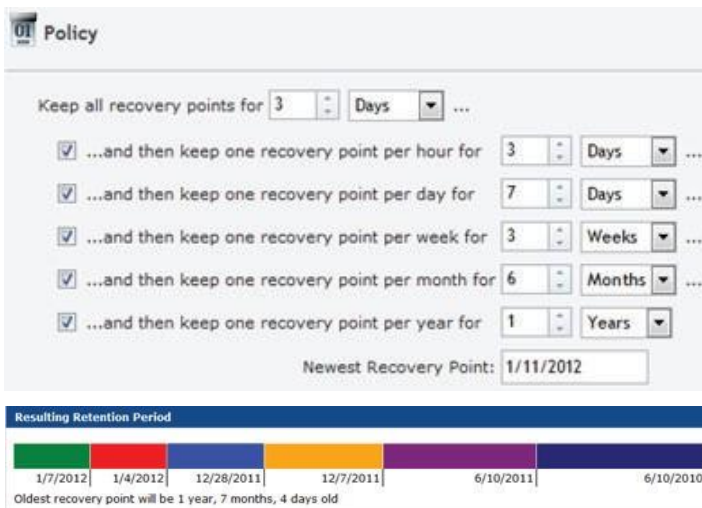 Policy
Keep all recovery points for 3 Days ...
...and then keep one recovery point per hour for 3 Days ...
...and then keep one recovery point per day for 7 Days ...
...and then keep one recovery point per week for 3 Weeks ...
...and then keep one recovery point per month for 6 Months ...
...and then keep one recovery point per year for 1 Years
Newest Recovery Point: 1/11/2012
Resulting Retention Period
1/7/2012 1/4/2012 12/28/2011 12/7/2011 6/10/2011 6/10/2010
Oldest recovery point will be 1 year, 7 months, 4 days old